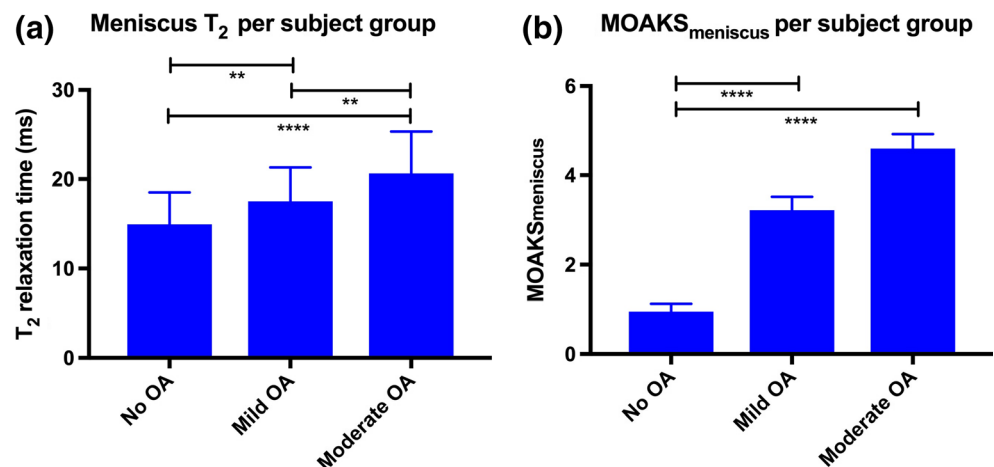 (a) Meniscus T₂ per subject group
T₂ relaxation time (ms)
30
20
10
0
**
**
****
No OA
Mild OA
Moderate OA
(b) MOAKSmeniscus per subject group
MOAKSmeniscus
6
4
2
0
****
****
No OA
Mild OA
Moderate OA